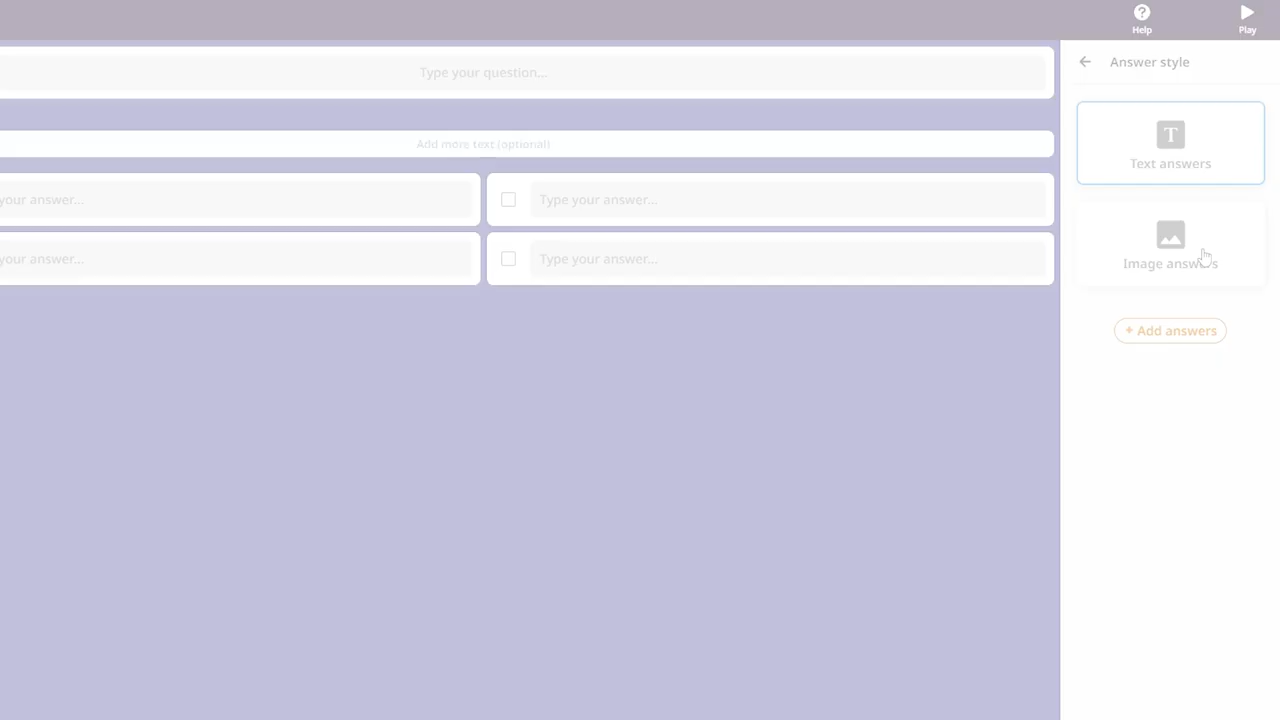 Help
Play
Answer style
Type your question...
Text answers
Add more text (optional)
your answer...
Type your answer...
Image answers
your answer...
Type your answer...
+ Add answers